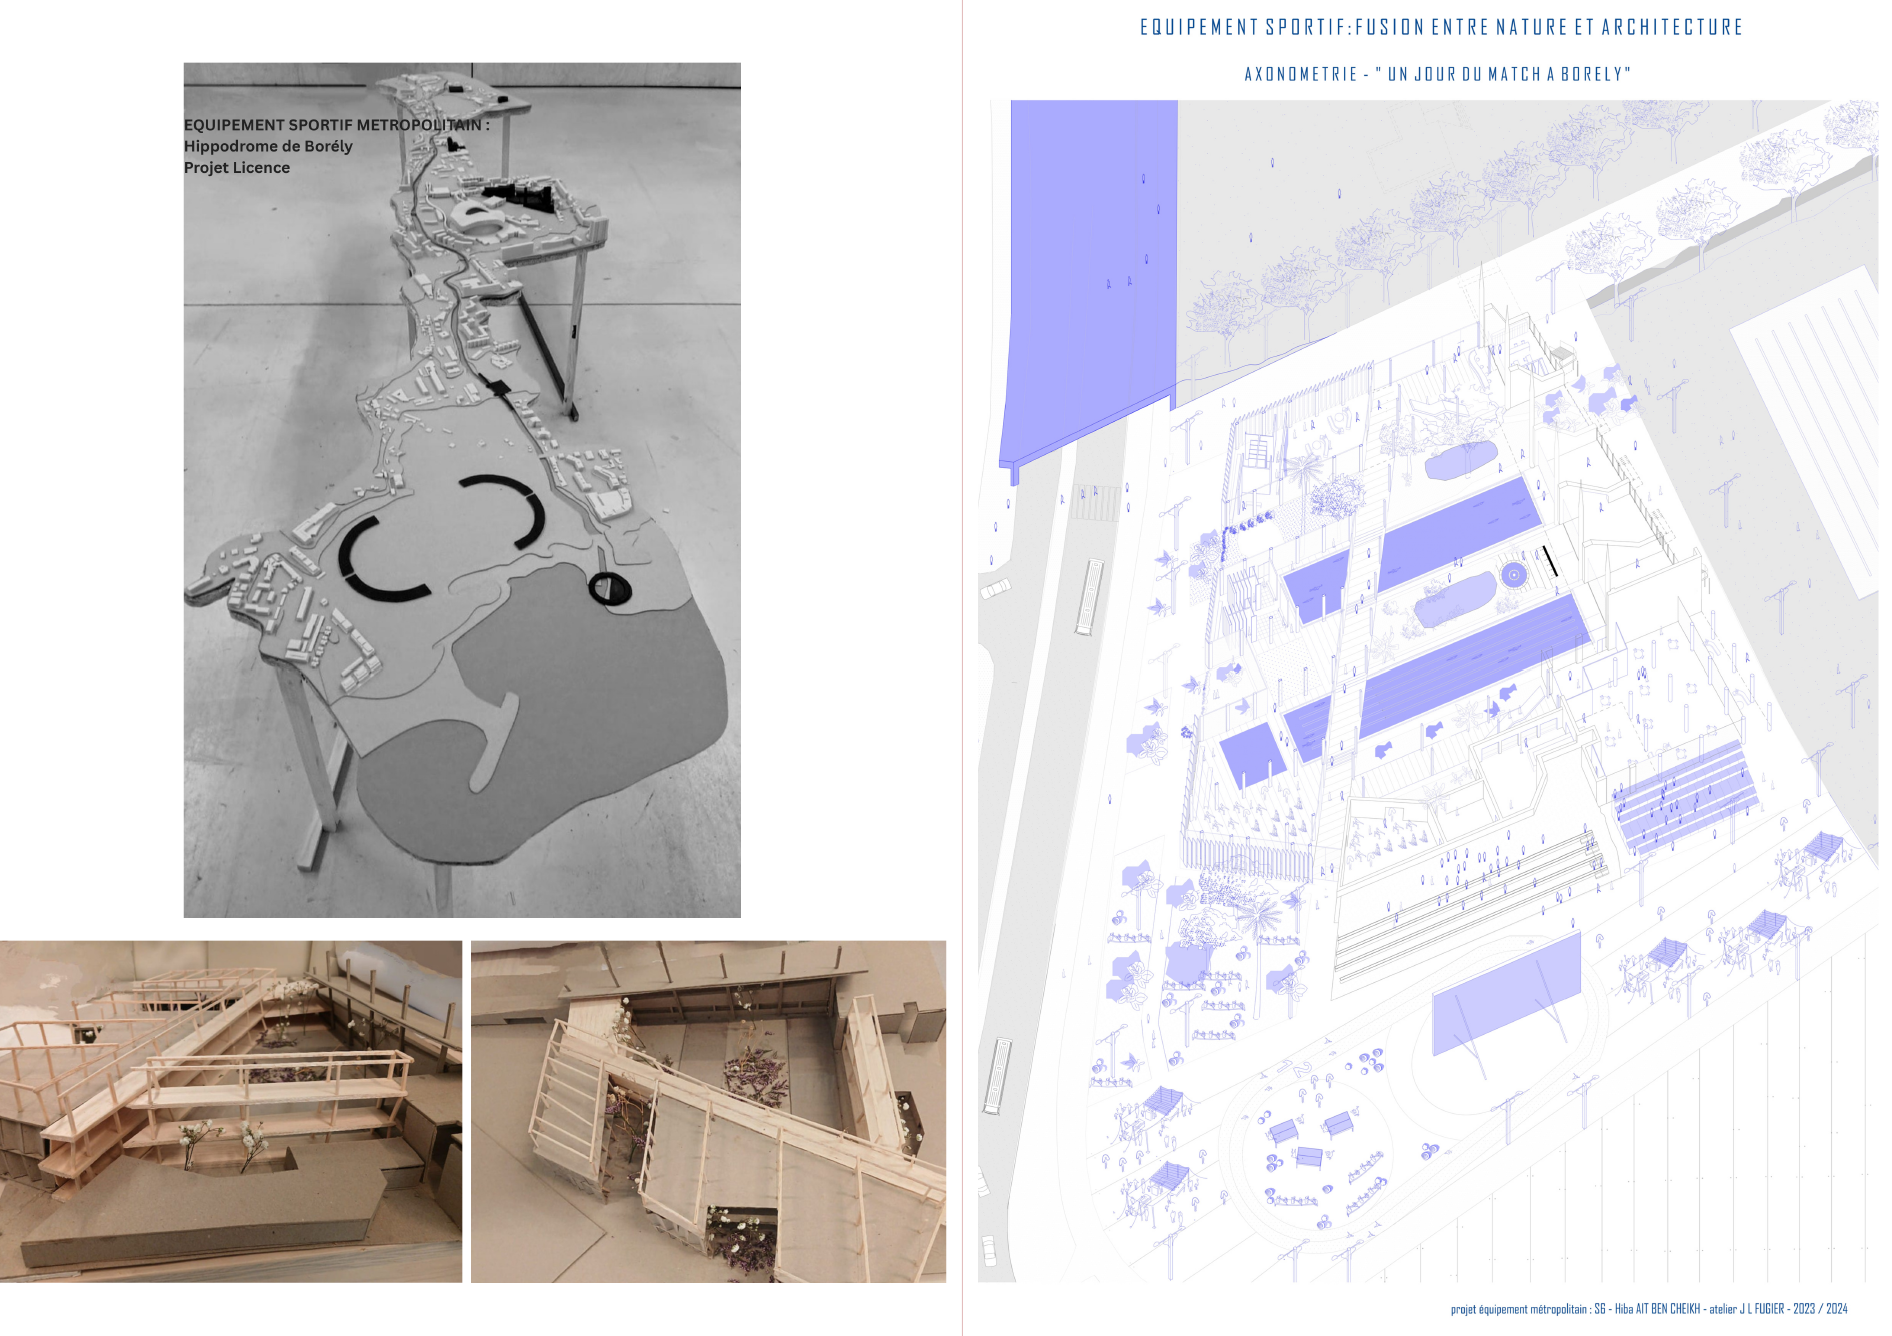 EQUIPEMENT SPORTIF METROPOLITAIN :
Hippodrome de Borély
Projet Licence
EQUIPEMENT SPORTIF:FUSION ENTRE NATURE ET ARCHITECTURE
AXONOMETRIE - " UN JOUR DU MATCH A BORELY"
projet équipement métropolitain : S6 - Hiba AIT BEN CHEIKH - atelier J L FUGIER - 2023 / 2024